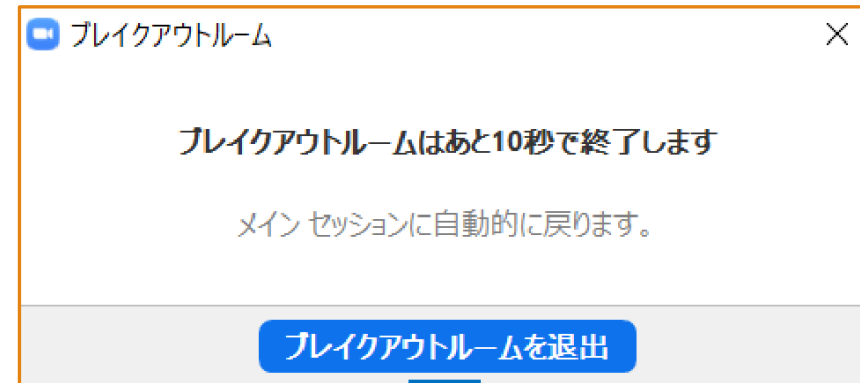 ブレイクアウトルーム
ブレイクアウトルームはあと10秒で終了します
メイン セッションに自動的に戻ります。
ブレイクアウトルームを退出